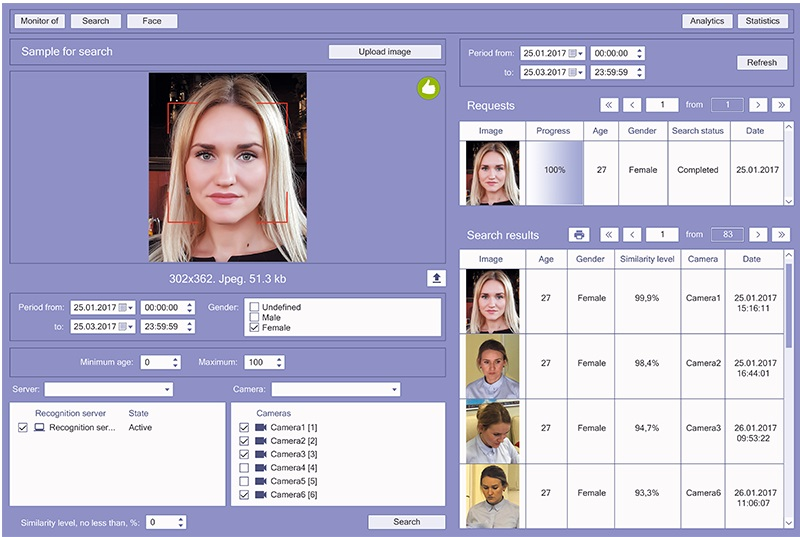 Monitor of
Search
Face
Analytics
Statistics
Sample for search
Upload image
302x362. Jpeg. 51.3 kb
Period from: 25.01.2017 00:00:00
to: 25.03.2017 23:59:59
Gender:
Undefined
Male
Female
Minimum age: 0 Maximum: 100
Server:
Camera:
Recognition server State
Recognition ser... Active
Cameras
Camera1 [1]
Camera2 [2]
Camera3 [3]
Camera4 [4]
Camera5 [5]
Camera6 [6]
Similarity level, no less than, %: 0
Search
Period from: 25.01.2017 00:00:00
to: 25.03.2017 23:59:59
Refresh
Requests
1 from 1
Image Progress Age Gender Search status Date
100% 27 Female Completed 25.01.2017
Search results
1 from 83
Image Age Gender Similarity level Camera Date
27 Female 99,9% Camera1 25.01.2017
15:16:11
27 Female 98,4% Camera2 25.01.2017
16:44:01
27 Female 94,7% Camera3 26.01.2017
09:53:22
27 Female 93,3% Camera6 26.01.2017
11:06:07